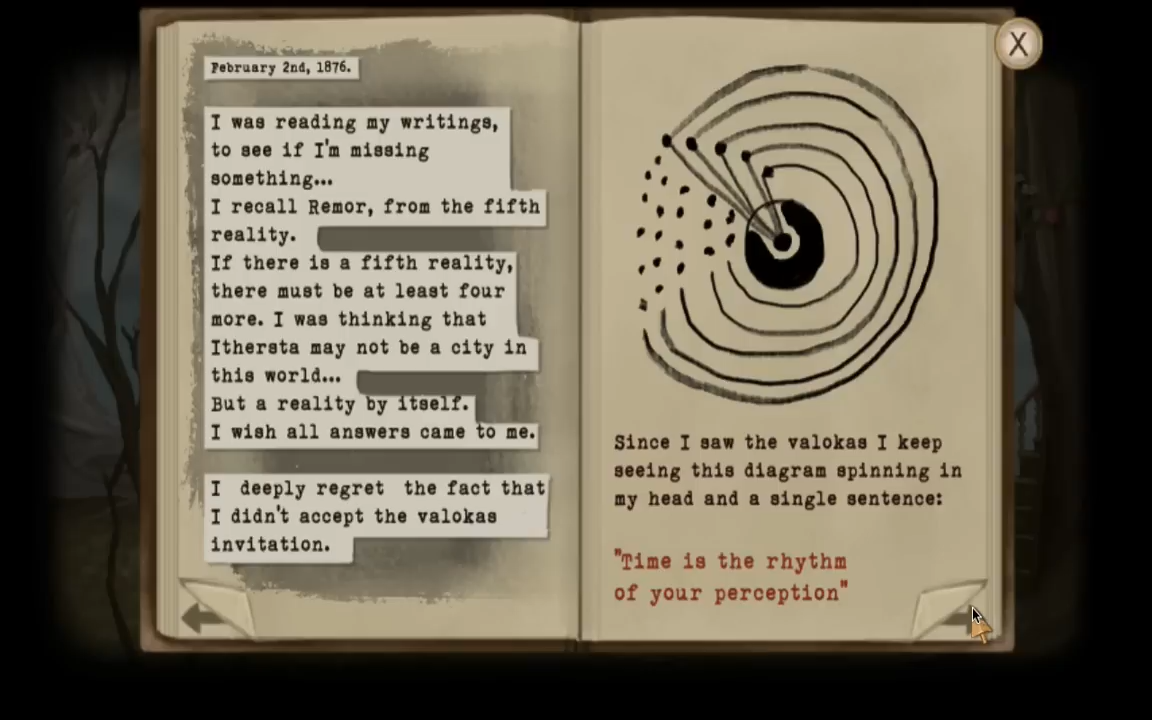 February 2nd, 1876.
I was reading my writings,
to see if I'm missing
something...
I recall Remor, from the fifth
reality.
If there is a fifth reality,
there must be at least four
more. I was thinking that
Ithersta may not be a city in
this world...
But a reality by itself.
I wish all answers came to me.
I deeply regret the fact that
I didn't accept the valokas
invitation.
Since I saw the valokas I keep
seeing this diagram spinning in
my head and a single sentence:
"Time is the rhythm
of your perception"
X